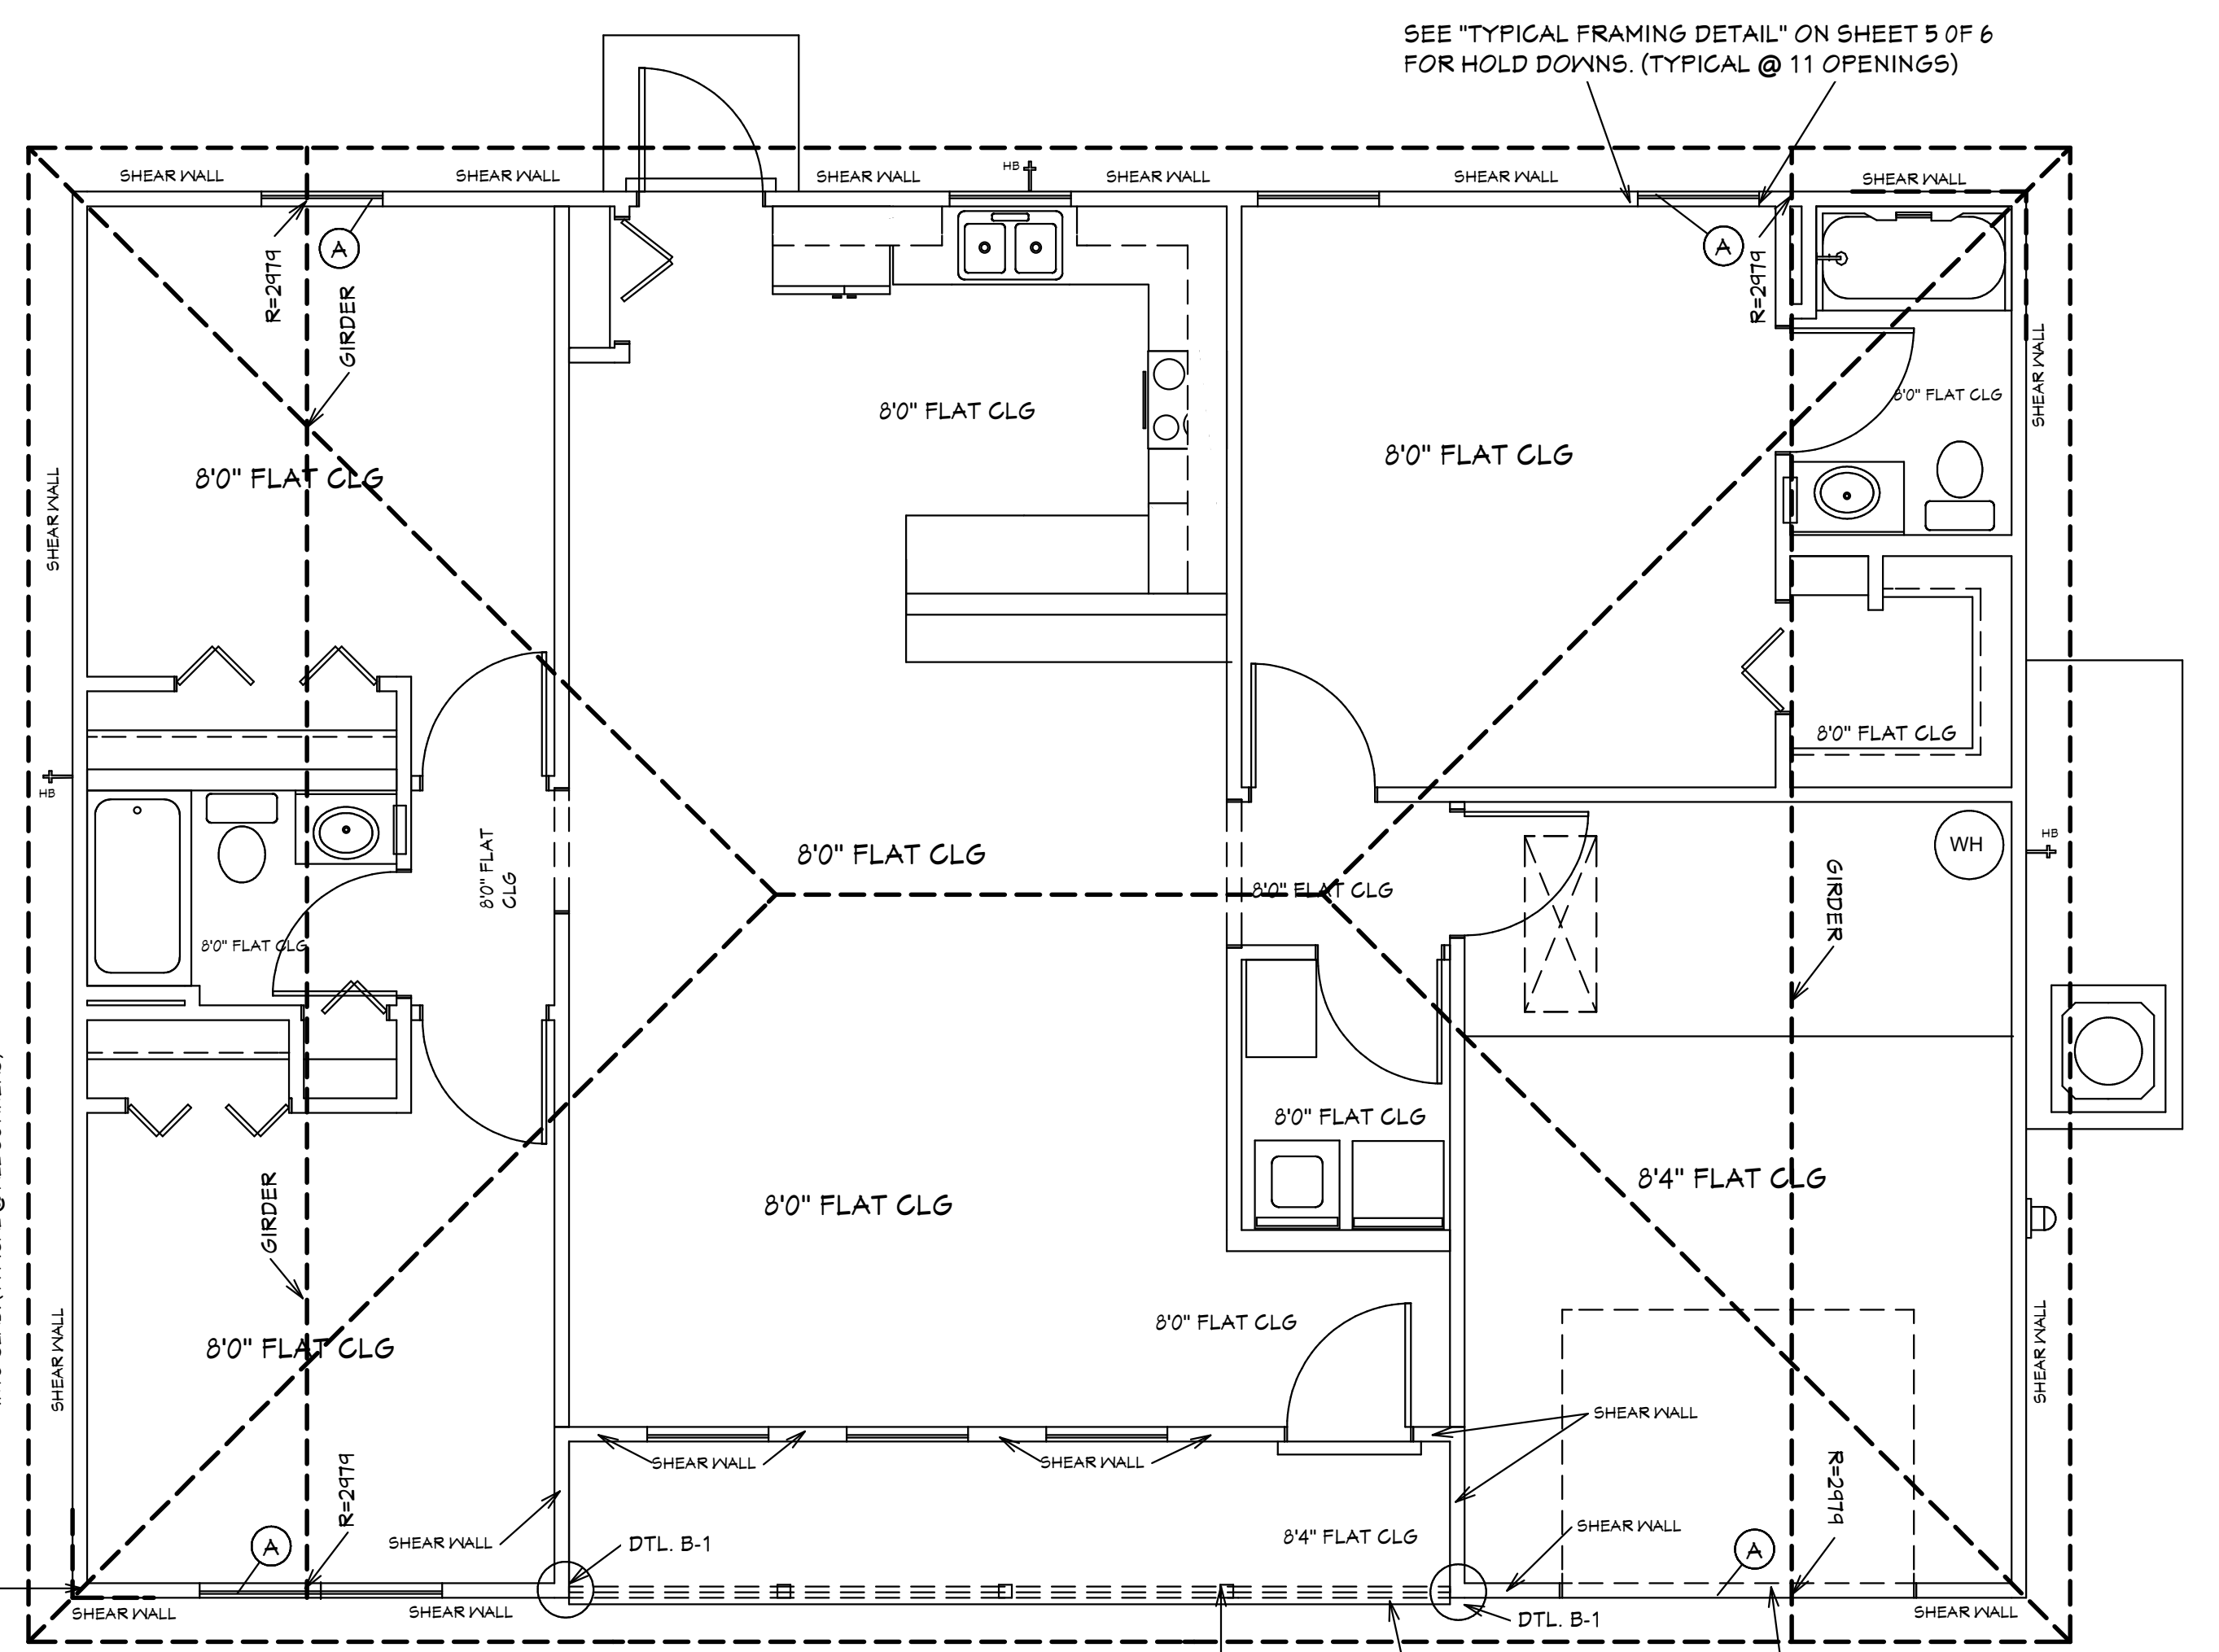 SEE "TYPICAL FRAMING DETAIL" ON SHEET 5 OF 6
FOR HOLD DOWNS. (TYPICAL @ 11 OPENINGS)
SHEAR WALL
SHEAR WALL
SHEAR WALL
HB
SHEAR WALL
SHEAR WALL
SHEAR WALL
R=2979
A
GIRDER
A
R=2979
SHEAR WALL
8'0" FLAT CLG
8'0" FLAT CLG
8'0" FLAT CLG
8'0" FLAT CLG
SHEAR WALL
8'0" FLAT CLG
HB
8'0" FLAT
CLG
8'0" FLAT CLG
8'0" FLAT CLG
WH
HB
GIRDER
8'0" FLAT CLG
8'0" FLAT CLG
8'4" FLAT CLG
8'0" FLAT CLG
GIRDER
SHEAR WALL
8'0" FLAT CLG
8'0" FLAT CLG
SHEAR WALL
SHEAR WALL
SHEAR WALL
SHEAR WALL
R=2979
R=2979
SHEAR WALL
A
SHEAR WALL
DTL. B-1
8'4" FLAT CLG
A
SHEAR WALL
SHEAR WALL
DTL. B-1
SHEAR WALL